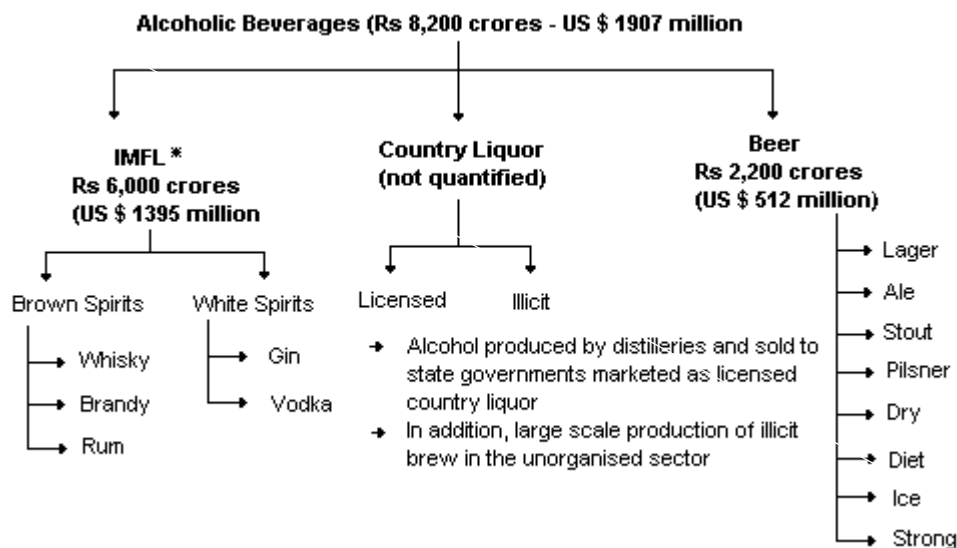 Alcoholic Beverages (Rs 8,200 crores - US $ 1907 million
IMFL *
Rs 6,000 crores
(US $ 1395 million
Country Liquor
(not quantified)
Beer
Rs 2,200 crores
(US $ 512 million)
Brown Spirits
Whisky
Brandy
Rum
White Spirits
Gin
Vodka
Licensed
Illicit
Alcohol produced by distilleries and sold to
state governments marketed as licensed
country liquor
In addition, large scale production of illicit
brew in the unorganised sector
Lager
Ale
Stout
Pilsner
Dry
Diet
Ice
Strong